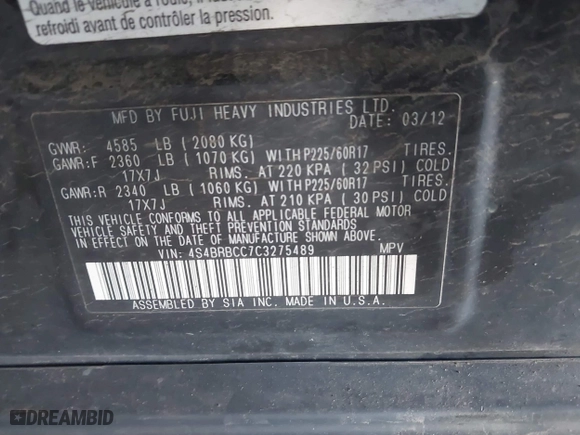 Quand le véhicule a roulé,
refroidi avant de contrôler la pression.
MFD BY FUJI HEAVY INDUSTRIES LTD.
DATE: 03/12
GVWR: 4585 LB ( 2080 KG)
GAWR:F 2360 LB ( 1070 KG) WITH P225/60R17 TIRES.
17X7J RIMS. AT 220 KPA ( 32 PSI) COLD
GAWR:R 2340 LB ( 1060 KG) WITH P225/60R17 TIRES.
17X7J RIMS. AT 210 KPA ( 30 PSI) COLD
THIS VEHICLE CONFORMS TO ALL APPLICABLE FEDERAL MOTOR
VEHICLE SAFETY AND THEFT PREVENTION STANDARDS IN
EFFECT ON THE DATE OF MANUFACTURE SHOWN ABOVE.
VIN: 4S4BRBCC7C3275489 MPV
ASSEMBLED BY SIA INC. MADE IN U.S.A.
DREAMBID